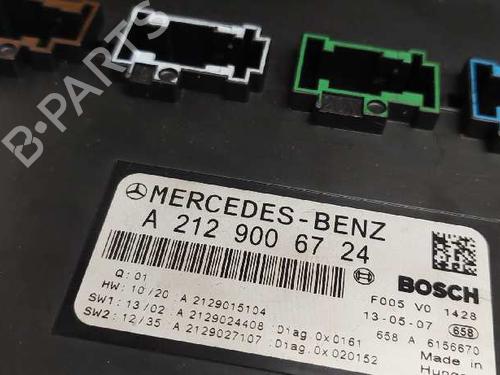 B-PARTS
MERCEDES-BENZ
A 212 900 67 24
BOSCH
Q: 01
HW: 10/20 A 2129015104
SW1: 13/02 A 2129024408 :Diag.0x0161
SW2: 12/35 A 2129027107 :Diag.0x020152
F005 V0 1428
13-05-07 658
658 A 6156670
Made in